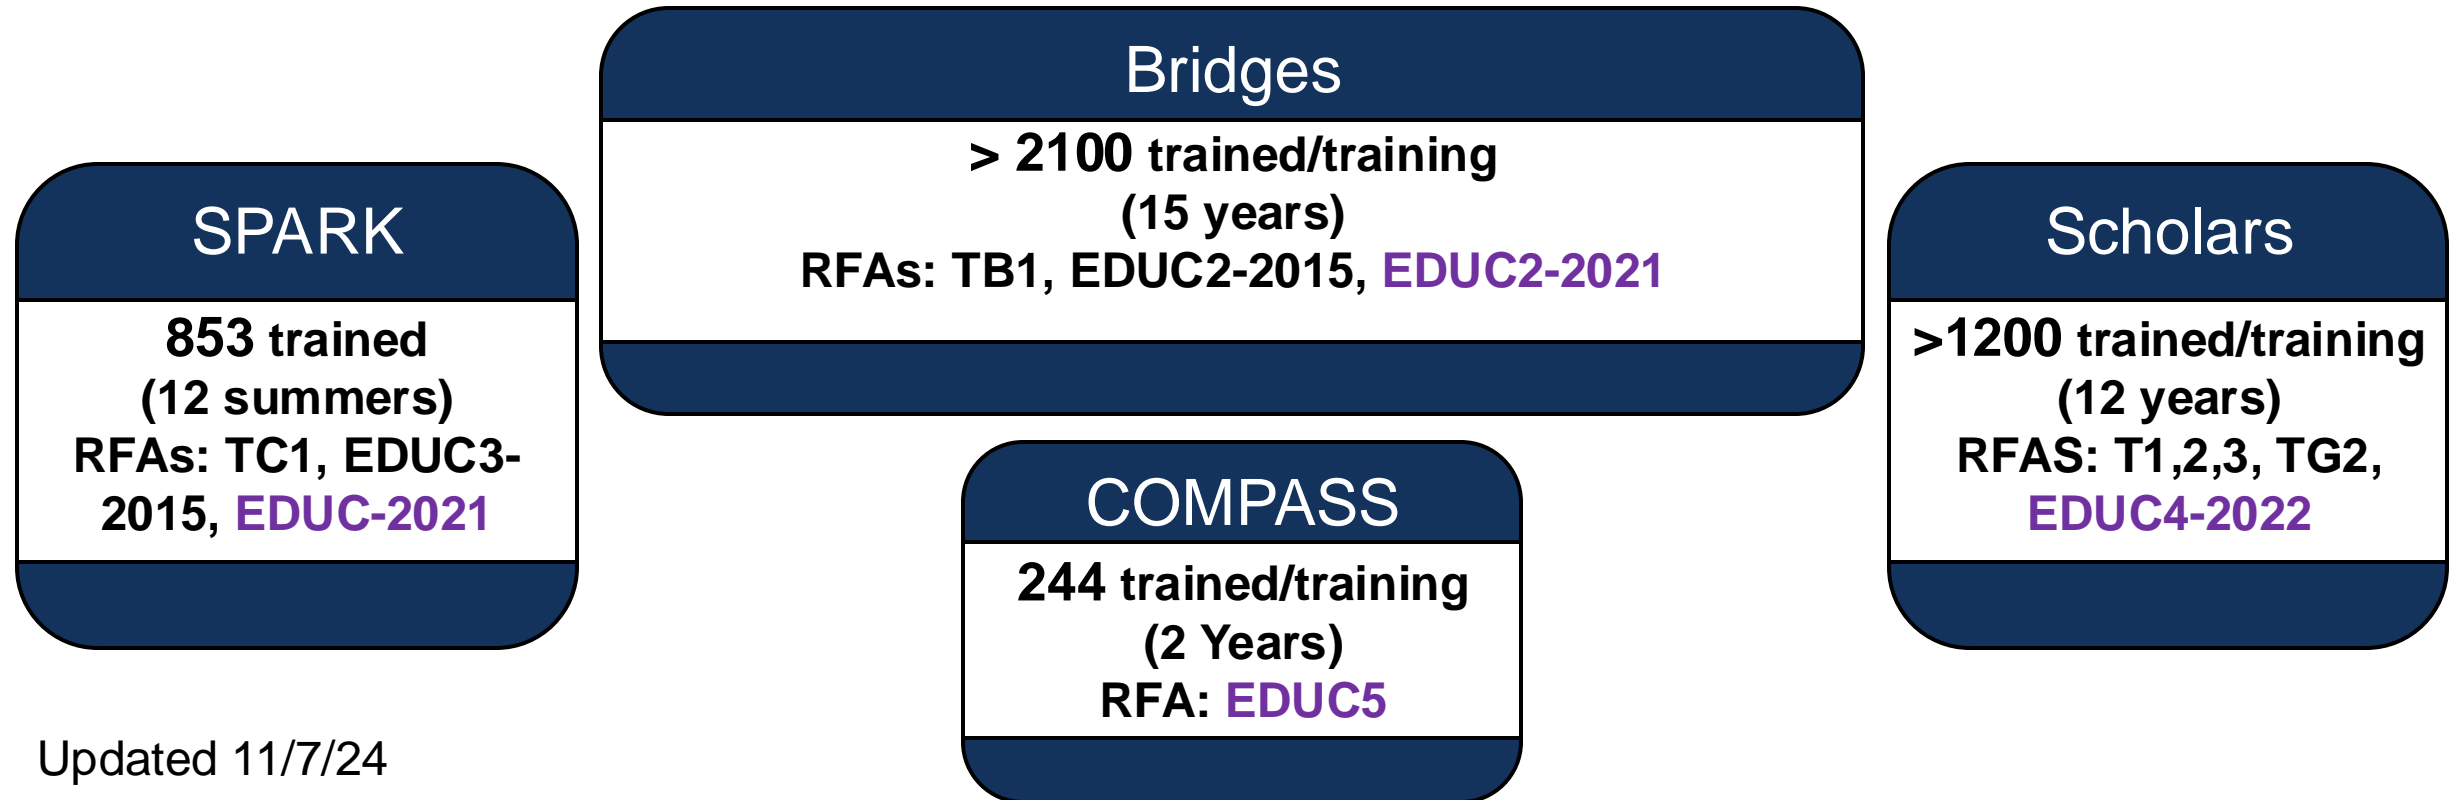 Bridges
> 2100 trained/training
(15 years)
RFAs: TB1, EDUC2-2015, EDUC2-2021
SPARK
853 trained
(12 summers)
RFAs: TC1, EDUC3-
2015, EDUC-2021
Scholars
>1200 trained/training
(12 years)
RFAS: T1,2,3, TG2,
EDUC4-2022
COMPASS
244 trained/training
(2 Years)
RFA: EDUC5
Updated 11/7/24